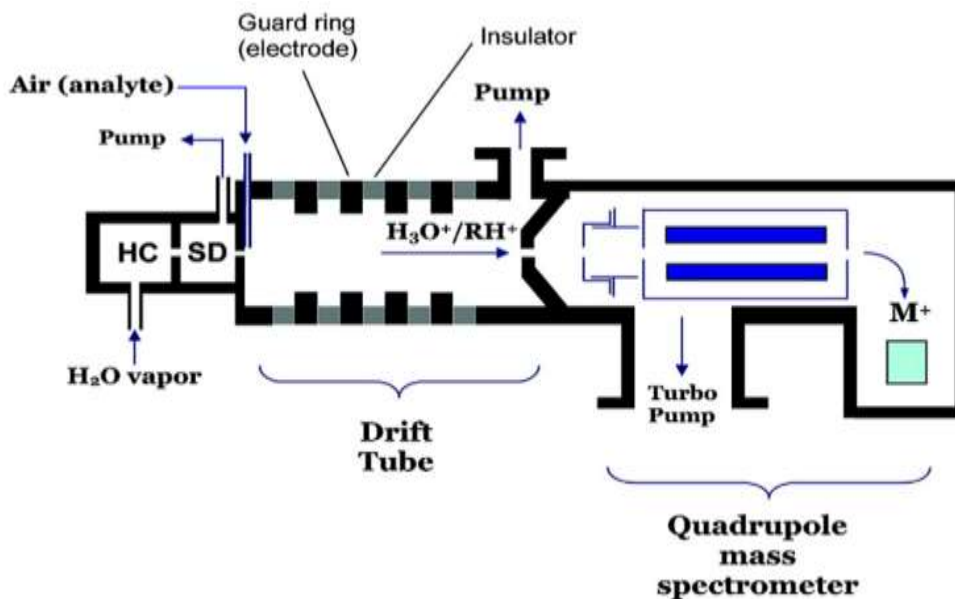 Guard ring
(electrode)
Insulator
Air (analyte)
Pump
Pump
HC
SD
H₃O⁺/RH⁺
M⁺
H₂O vapor
Turbo
Pump
Drift
Tube
Quadrupole
mass
spectrometer